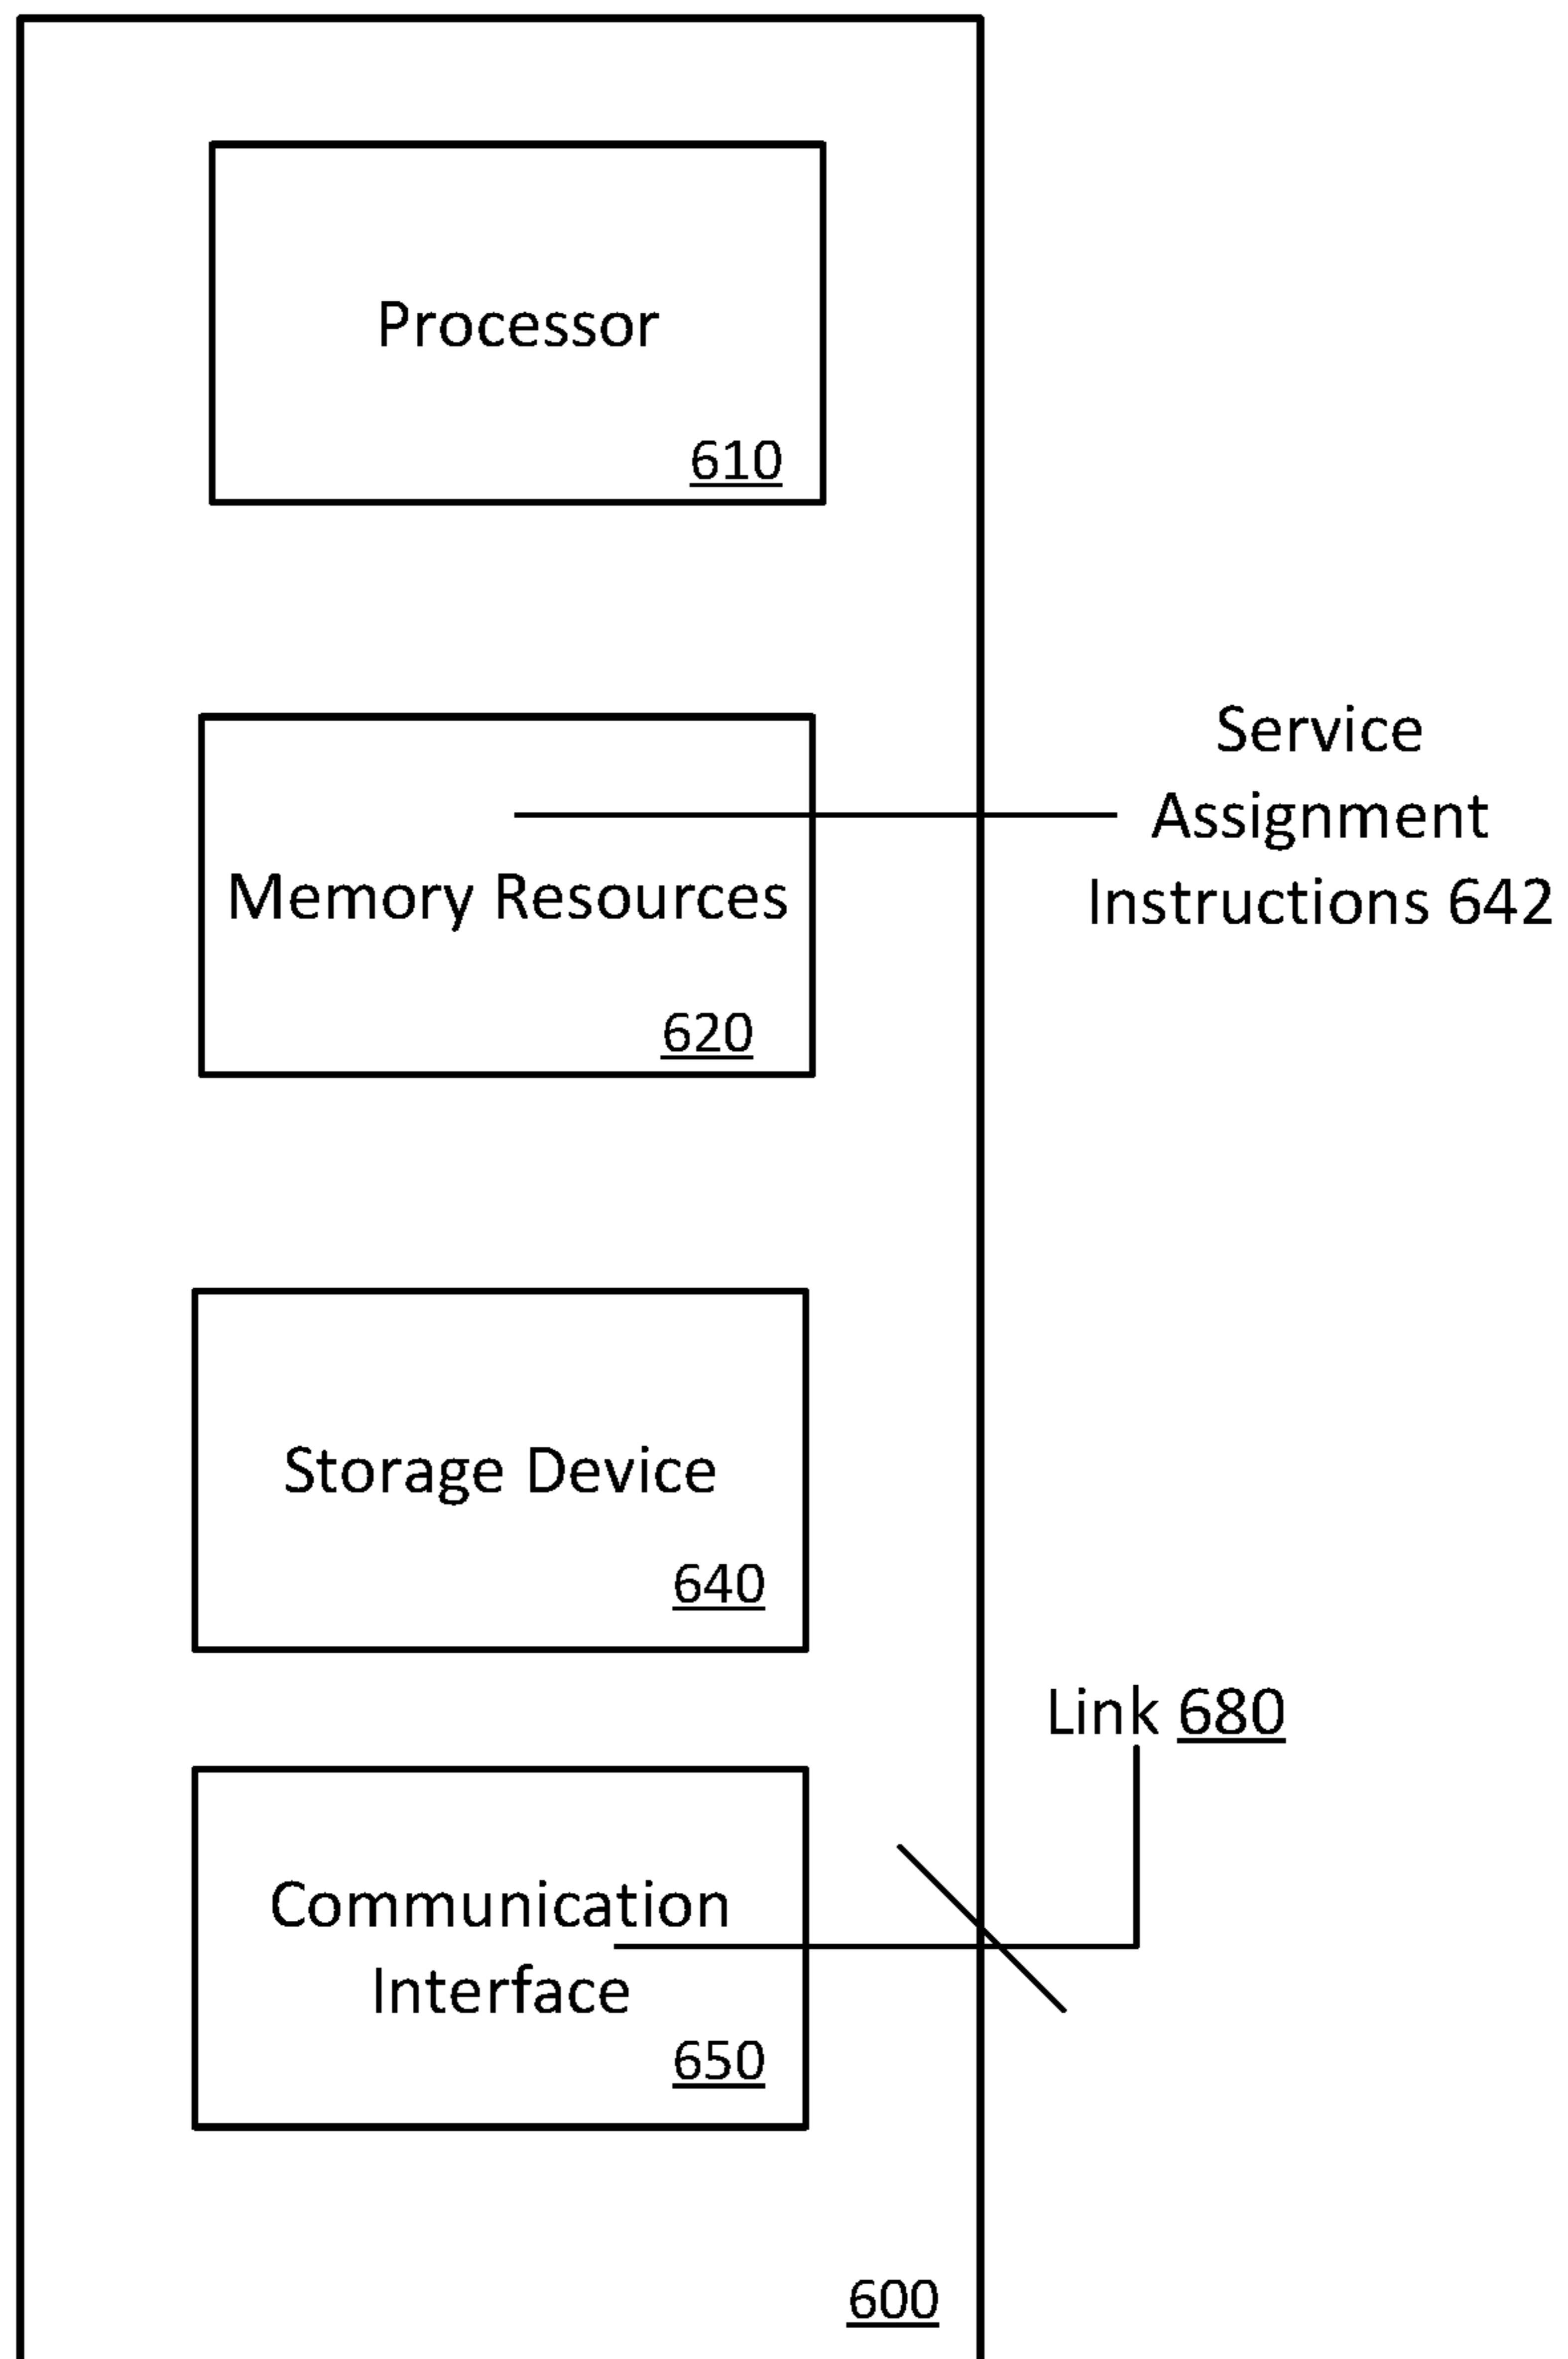 Processor
610
Service
Assignment
Instructions 642
Memory Resources
620
Storage Device
640
Link 680
Communication
Interface
650
600